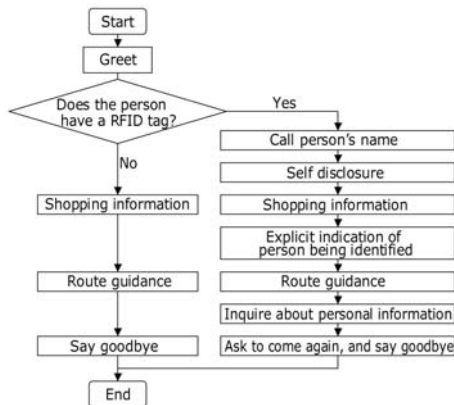 Start
Greet
Does the person
have a RFID tag?
Yes
No
Call person's name
Self disclosure
Shopping information
Shopping information
Explicit indication of
person being identified
Route guidance
Route guidance
Inquire about personal information
Say goodbye
Ask to come again, and say goodbye
End